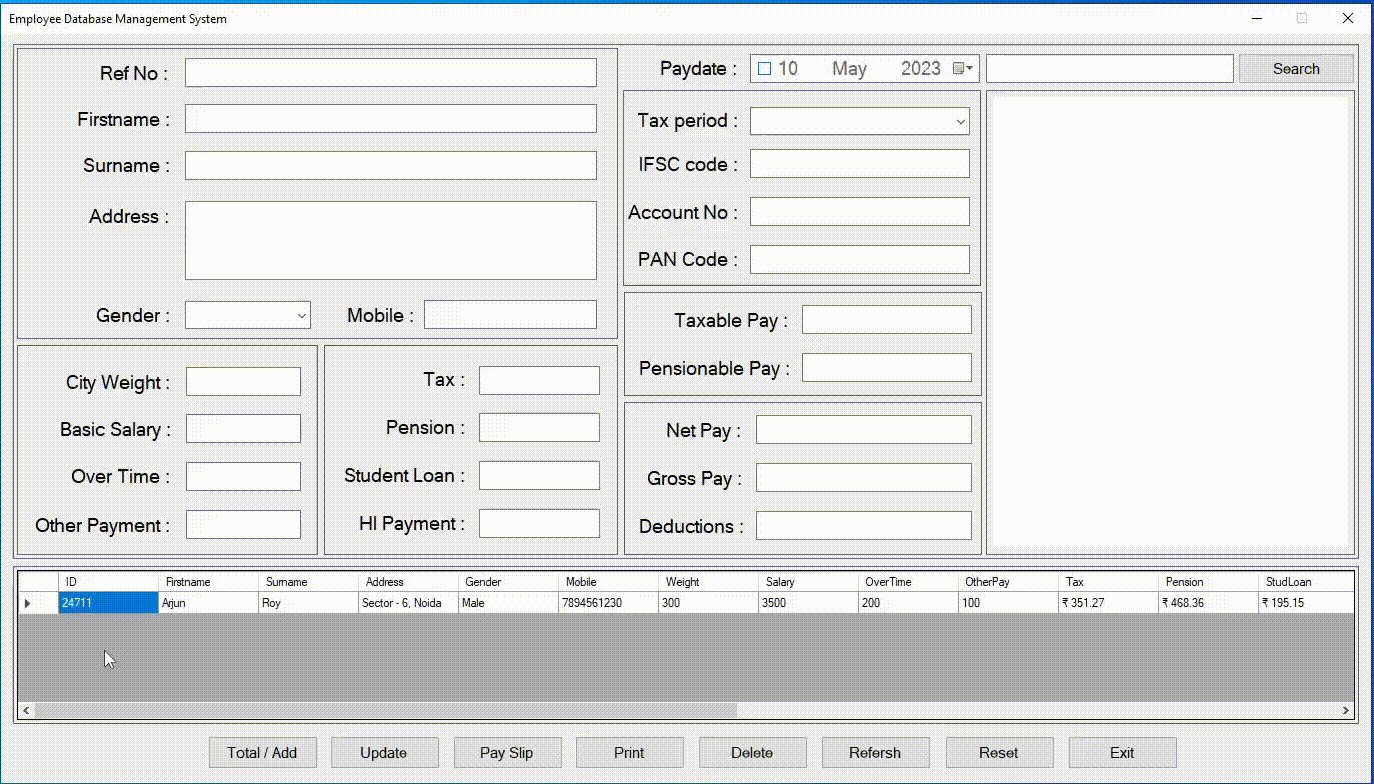 Employee Database Management System
Ref No :
Firstname :
Surname :
Address :
Gender :
Mobile :
City Weight :
Basic Salary :
Over Time :
Other Payment :
Tax :
Pension :
Student Loan :
HI Payment :
Paydate :
10 May 2023
Search
Tax period :
IFSC code :
Account No :
PAN Code :
Taxable Pay :
Pensionable Pay :
Net Pay :
Gross Pay :
Deductions :
ID Firstname Surname Address Gender Mobile Weight Salary OverTime OtherPay Tax Pension StudLoan
24711 Arjun Roy Sector - 6, Noida Male 7894561230 300 3500 200 100 ₹ 351.27 ₹ 468.36 ₹ 195.15
Total / Add Update Pay Slip Print Delete Refersh Reset Exit